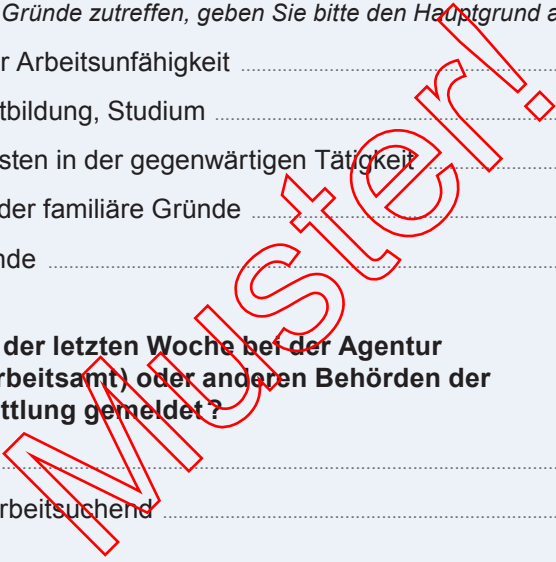 Gründe zutreffen, geben Sie bitte den Hauptgrund a
r Arbeitsunfähigkeit
tbildung, Studium
sten in der gegenwärtigen Tätigkeit
der familiäre Gründe
nde
der letzten Woche bei der Agentur
rbeitsamt) oder anderen Behörden der
ttlung gemeldet ?
rbeitsuchend
Muster!